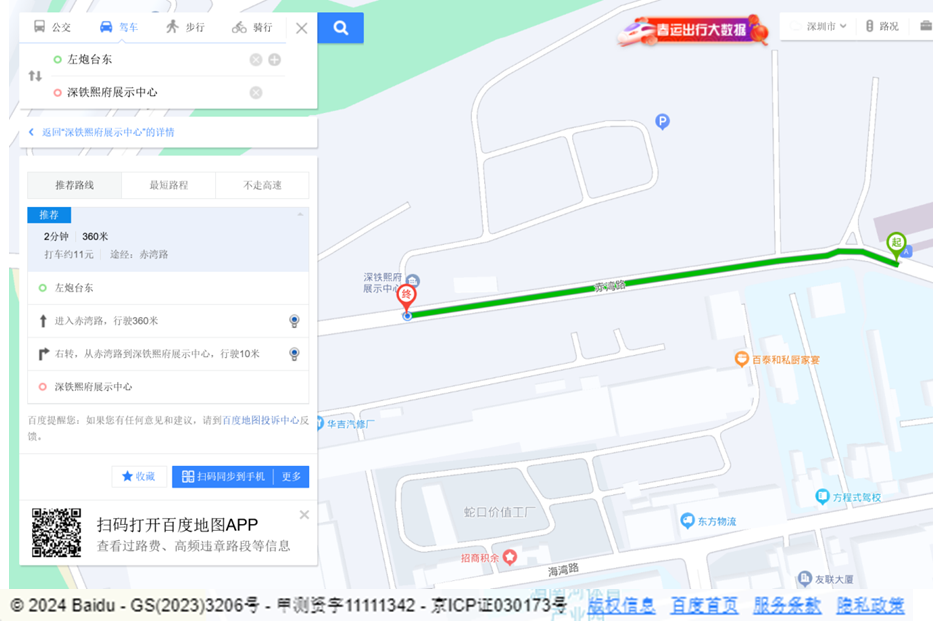 公交 驾车 步行 骑行
春运出行大数据
深圳市 路况
左炮台东
深铁熙府展示中心
返回"深铁熙府展示中心"的详情
推荐路线 最短路程 不走高速
推荐
2分钟 360米
打车约11元 途经：赤湾路
左炮台东
进入赤湾路，行驶360米
右转，从赤湾路到深铁熙府展示中心，行驶10米
深铁熙府展示中心
百度提醒您：如果您有任何意见和建议，请到百度地图投诉中心反
馈。
收藏 扫码同步到手机 更多
扫码打开百度地图APP
查看过路费、高频违章路段等信息
P
起
深铁熙府
展示中心
终
赤湾路
百泰和私厨家宴
华吉汽修厂
蛇口价值工厂
方程式驾校
东方物流
招商积余
海湾路
友联大厦
© 2024 Baidu - GS(2023)3206号 - 甲测资字11111342 - 京ICP证030173号 - 版权信息 百度首页 服务条款 隐私政策